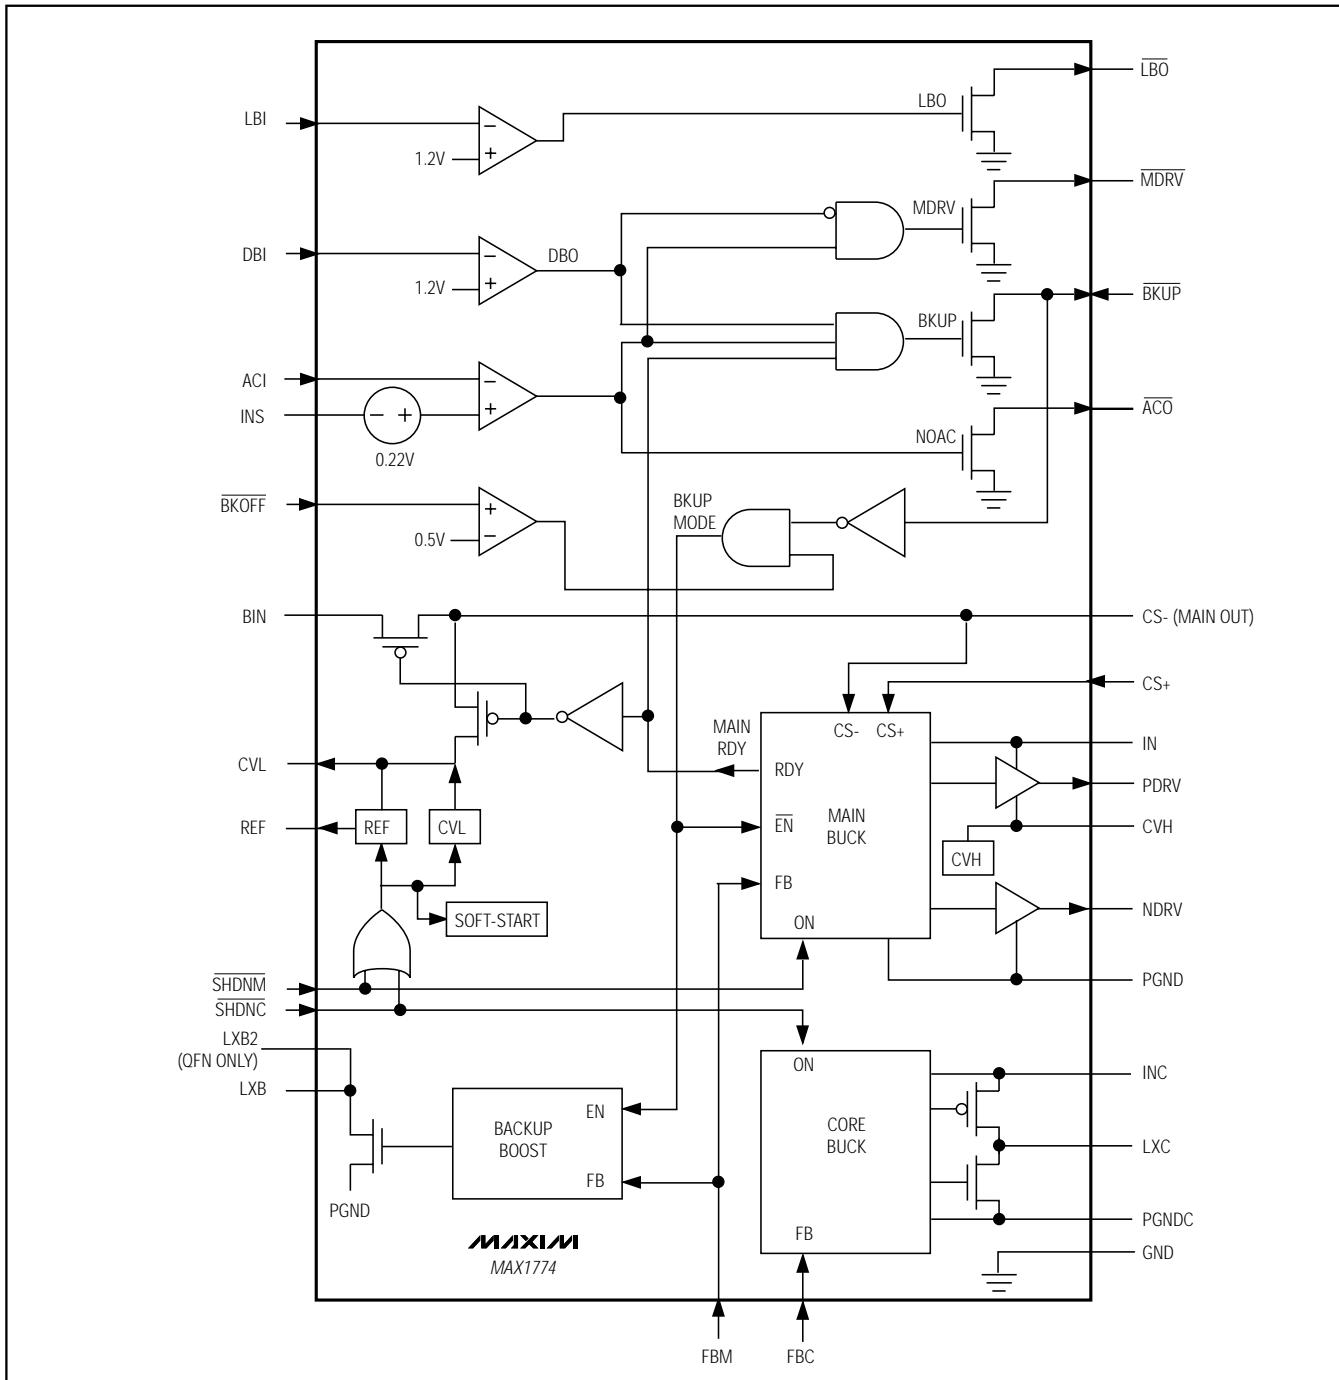 LBI
1.2V
LBO
LBO
DBI
1.2V
DBO
MDRV
MDRV
BKUP
BKUP
ACI
INS
0.22V
NOAC
ACO
BKOFF
0.5V
BKUP
MODE
BIN
CS- (MAIN OUT)
CS+
CS- CS+
MAIN
RDY
RDY
MAIN
BUCK
EN
FB
ON
IN
PDRV
CVH
CVH
NDRV
PGND
CVL
REF
REF
CVL
SOFT-START
SHDNM
SHDNC
LXB2
(QFN ONLY)
LXB
PGND
BACKUP
BOOST
EN
FB
ON
CORE
BUCK
FB
INC
LXC
PGNDC
GND
MAXIM
MAX1774
FBM
FBC